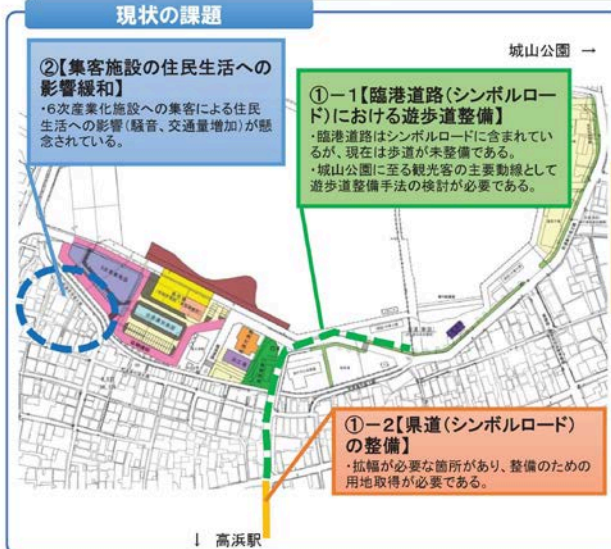 現状の課題
城山公園 →
②【集客施設の住民生活への
影響緩和】
・6次産業化施設への集客による住民
生活への影響(騒音、交通量増加)が懸
念されている。
①-1【臨港道路(シンボルロー
ド)における遊歩道整備】
・臨港道路はシンボルロードに含まれてい
るが、現在は歩道が未整備である。
・城山公園に至る観光客の主要動線として
遊歩道整備手法の検討が必要である。
①-2【県道(シンボルロード)
の整備】
・拡幅が必要な箇所があり、整備のための
用地取得が必要である。
↓ 高浜駅